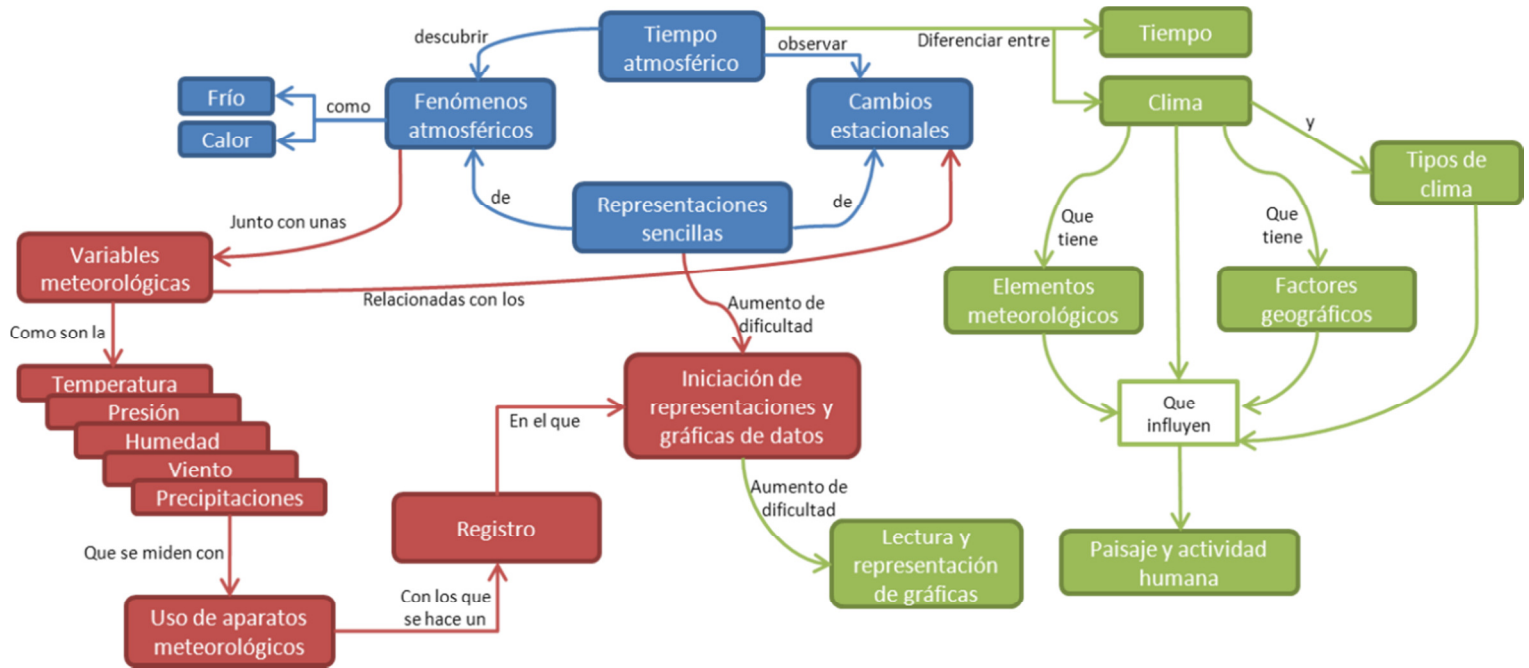 Tiempo
atmosférico
descubrir
observar
Diferenciar entre
Tiempo
Frío
Calor
como
Fenómenos
atmosféricos
Cambios
estacionales
Clima
y
Tipos de
clima
de
Representaciones
sencillas
de
Junto con unas
Variables
meteorológicas
Relacionadas con los
Que
tiene
Que
tiene
Elementos
meteorológicos
Factores
geográficos
Como son la
Aumento de
dificultad
Temperatura
Presión
Humedad
Viento
Precipitaciones
Iniciación de
representaciones y
gráficas de datos
En el que
Que
influyen
Registro
Aumento de
dificultad
Que se miden con
Lectura y
representación
de gráficas
Paisaje y actividad
humana
Uso de aparatos
meteorológicos
Con los que
se hace un